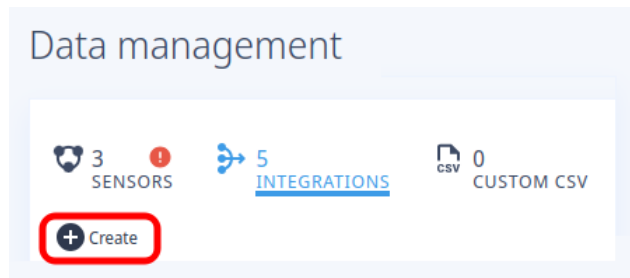 Data management
3 SENSORS
5 INTEGRATIONS
CSV 0 CUSTOM CSV
Create